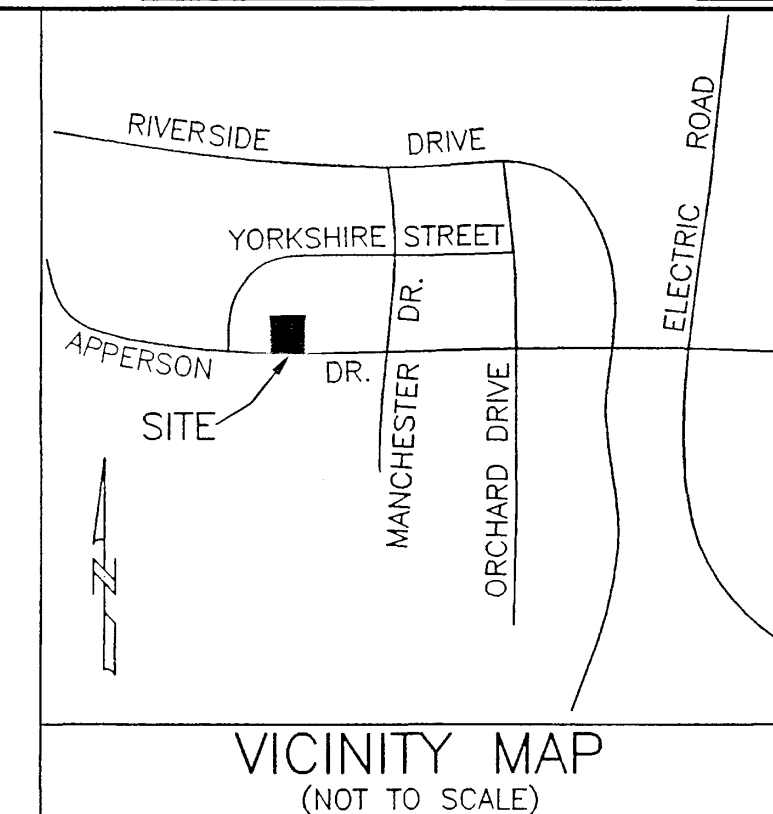 RIVERSIDE DRIVE
ELECTRIC ROAD
YORKSHIRE STREET
APPERSON DR.
MANCHESTER DR.
ORCHARD DRIVE
SITE
N
VICINITY MAP
(NOT TO SCALE)